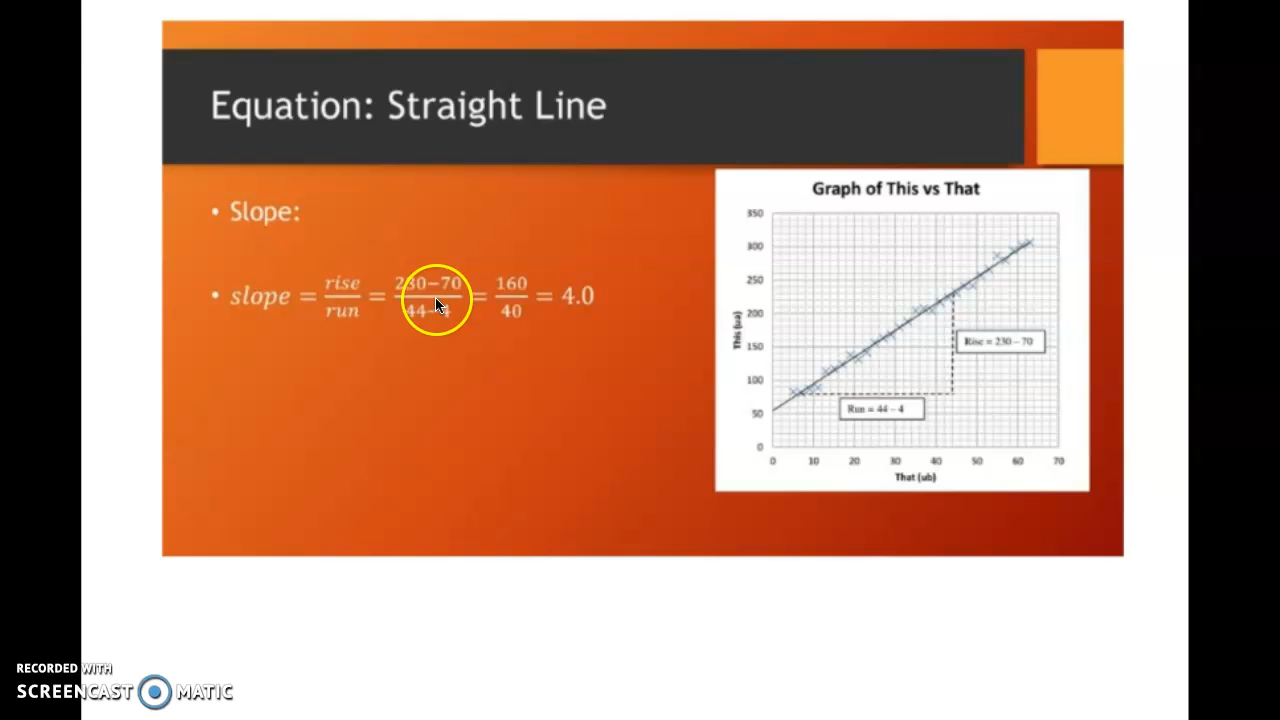 Equation: Straight Line
• Slope:
• slope = rise/run = 230−70/44−4 = 160/40 = 4.0
Graph of This vs That
350
300
250
200
150
100
50
0
This (ua)
Rise = 230 – 70
Run = 44 – 4
0 10 20 30 40 50 60 70
That (ub)
RECORDED WITH
SCREENCAST MATIC